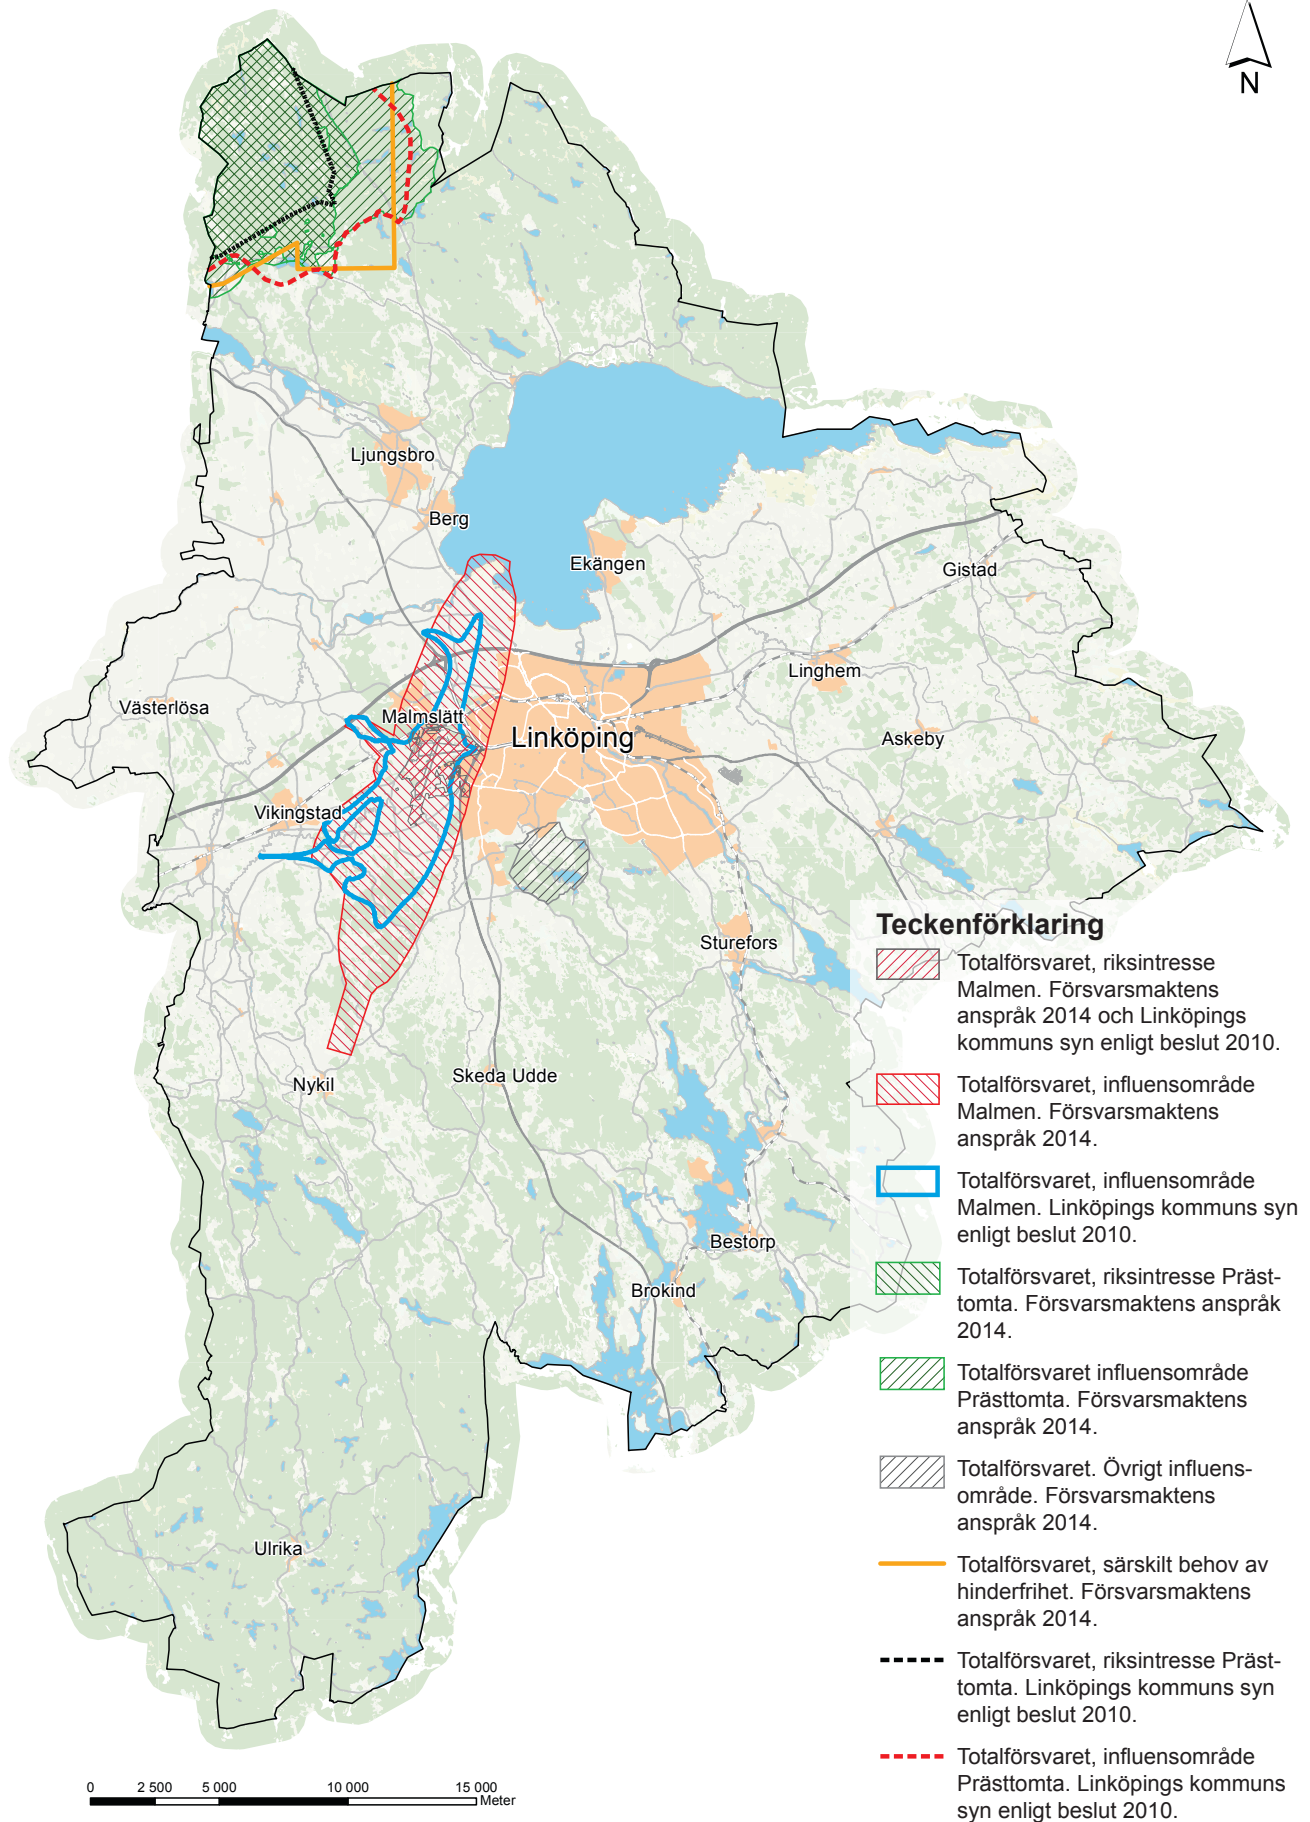 N
Ljungsbro
Berg
Ekängen
Gistad
Linghem
Västerlösa
Malmslätt
Linköping
Askeby
Vikingstad
Sturefors
Nykil
Skeda Udde
Bestorp
Brokind
Ulrika
Teckenförklaring
Totalförsvaret, riksintresse
Malmen. Försvarsmaktens
anspråk 2014 och Linköpings
kommuns syn enligt beslut 2010.
Totalförsvaret, influensområde
Malmen. Försvarsmaktens
anspråk 2014.
Totalförsvaret, influensområde
Malmen. Linköpings kommuns syn
enligt beslut 2010.
Totalförsvaret, riksintresse Präst-
tomta. Försvarsmaktens anspråk
2014.
Totalförsvaret influensområde
Prästtomta. Försvarsmaktens
anspråk 2014.
Totalförsvaret. Övrigt influens-
område. Försvarsmaktens
anspråk 2014.
Totalförsvaret, särskilt behov av
hinderfrihet. Försvarsmaktens
anspråk 2014.
Totalförsvaret, riksintresse Präst-
tomta. Linköpings kommuns syn
enligt beslut 2010.
Totalförsvaret, influensområde
Prästtomta. Linköpings kommuns
syn enligt beslut 2010.
0 2 500 5 000 10 000 15 000
Meter